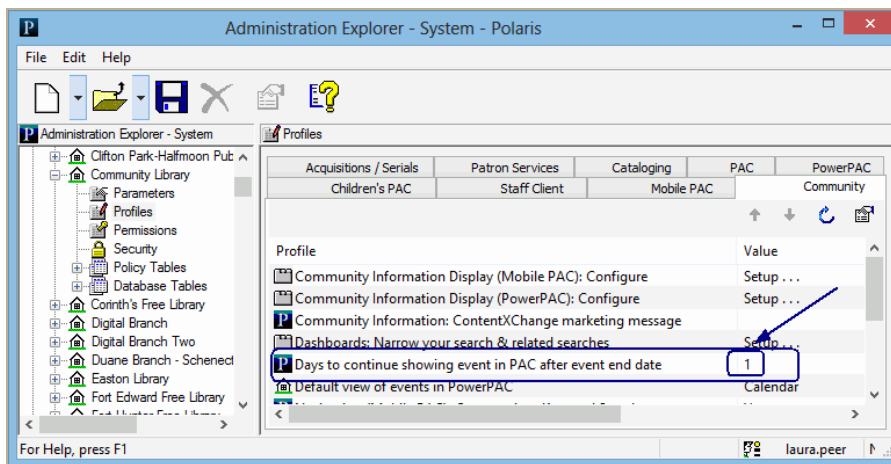 Administration Explorer - System - Polaris
File Edit Help
Administration Explorer - System
Profiles
Clifton Park-Halfmoon Pub
Community Library
Parameters
Profiles
Permissions
Security
Policy Tables
Database Tables
Corinth's Free Library
Digital Branch
Digital Branch Two
Duane Branch - Schenect
Easton Library
Fort Edward Free Library
Acquisitions / Serials Patron Services Cataloging PAC PowerPAC
Children's PAC Staff Client Mobile PAC Community
Profile Value
Community Information Display (Mobile PAC): Configure Setup . . .
Community Information Display (PowerPAC): Configure Setup . . .
Community Information: ContentXChange marketing message
Dashboards: Narrow your search & related searches Setup . . .
Days to continue showing event in PAC after event end date 1
Default view of events in PowerPAC Calendar
For Help, press F1 laura.peer